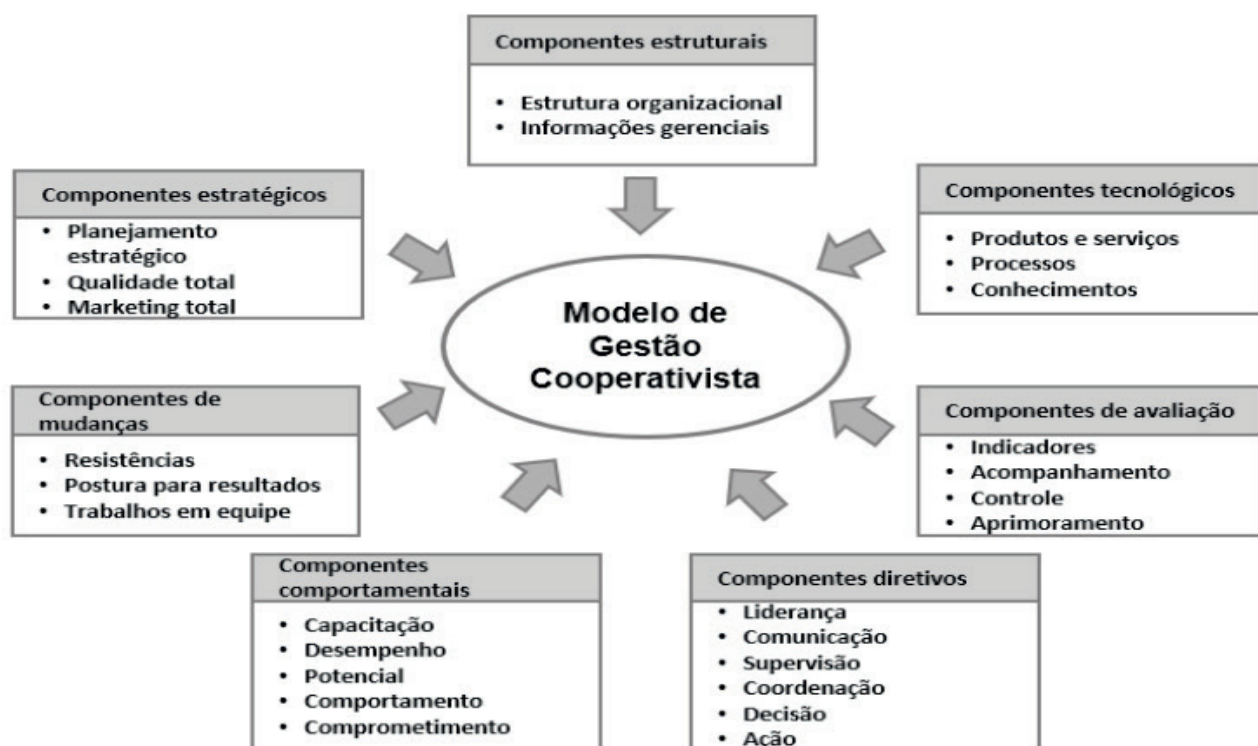 Componentes estruturais
• Estrutura organizacional
• Informações gerenciais
Componentes estratégicos
• Planejamento
estratégico
• Qualidade total
• Marketing total
Componentes tecnológicos
• Produtos e serviços
• Processos
• Conhecimentos
Modelo de
Gestão
Cooperativista
Componentes de
mudanças
• Resistências
• Postura para resultados
• Trabalhos em equipe
Componentes de avaliação
• Indicadores
• Acompanhamento
• Controle
• Aprimoramento
Componentes
comportamentais
• Capacitação
• Desempenho
• Potencial
• Comportamento
• Comprometimento
Componentes diretivos
• Liderança
• Comunicação
• Supervisão
• Coordenação
• Decisão
• Ação